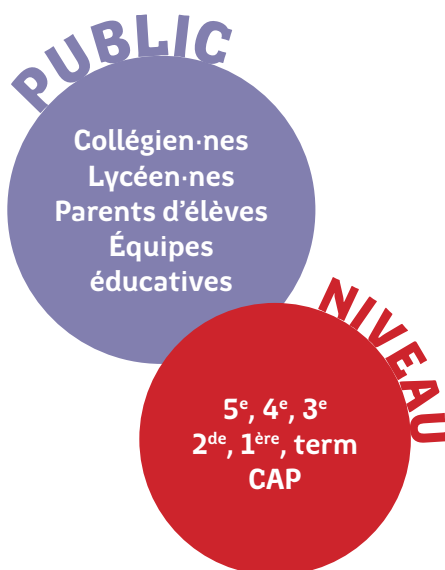 PUBLIC
Collégien·nes
Lycéen·nes
Parents d’élèves
Équipes
éducatives
NIVEAU
5e, 4e, 3e
2de, 1ère, term
CAP